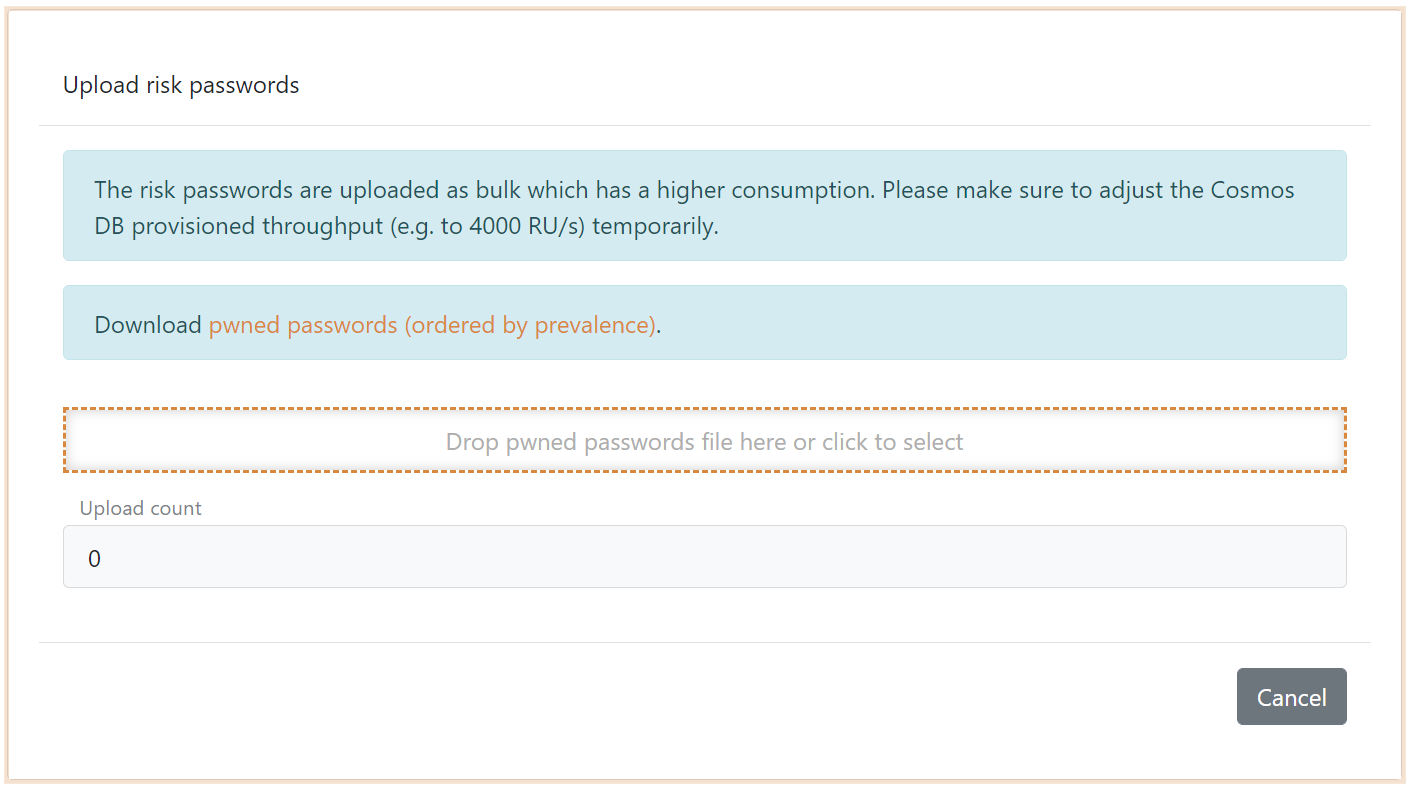 Upload risk passwords
The risk passwords are uploaded as bulk which has a higher consumption. Please make sure to adjust the Cosmos
DB provisioned throughput (e.g. to 4000 RU/s) temporarily.
Download pwned passwords (ordered by prevalence).
Drop pwned passwords file here or click to select
Upload count
0
Cancel